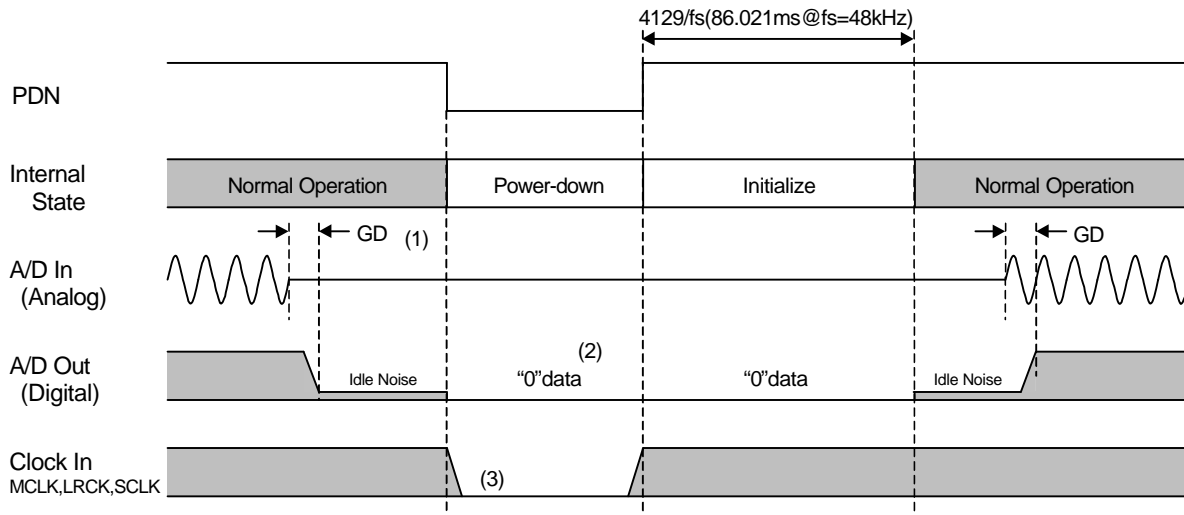 4129/fs(86.021ms@fs=48kHz)
PDN
Internal
State
Normal Operation
Power-down
Initialize
Normal Operation
GD
(1)
GD
A/D In
(Analog)
A/D Out
(Digital)
Idle Noise
(2)
“0”data
“0”data
Idle Noise
Clock In
MCLK,LRCK,SCLK
(3)